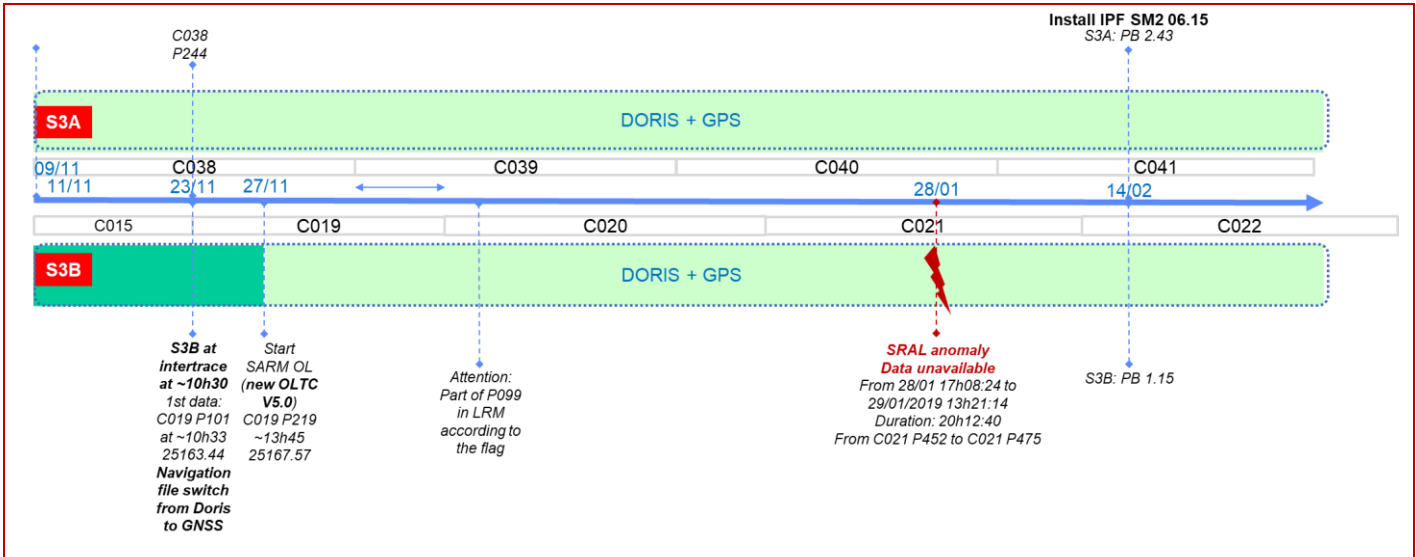 Install IPF SM2 06.15
S3A: PB 2.43
C038
P244
S3A
DORIS + GPS
C038
C039
C040
C041
09/11
11/11
23/11
27/11
28/01
14/02
C015
C019
C020
C021
C022
S3B
DORIS + GPS
S3B at
intertrace
at ~10h30
1st data:
C019 P101
at ~10h33
25163.44
Navigation
file switch
from Doris
to GNSS
Start
SARM OL
(new OLTC
V5.0)
C019 P219
~13h45
25167.57
Attention:
Part of P099
in LRM
according to
the flag
SRAL anomaly
Data unavailable
From 28/01 17h08:24 to
29/01/2019 13h21:14
Duration: 20h12:40
From C021 P452 to C021 P475
S3B: PB 1.15